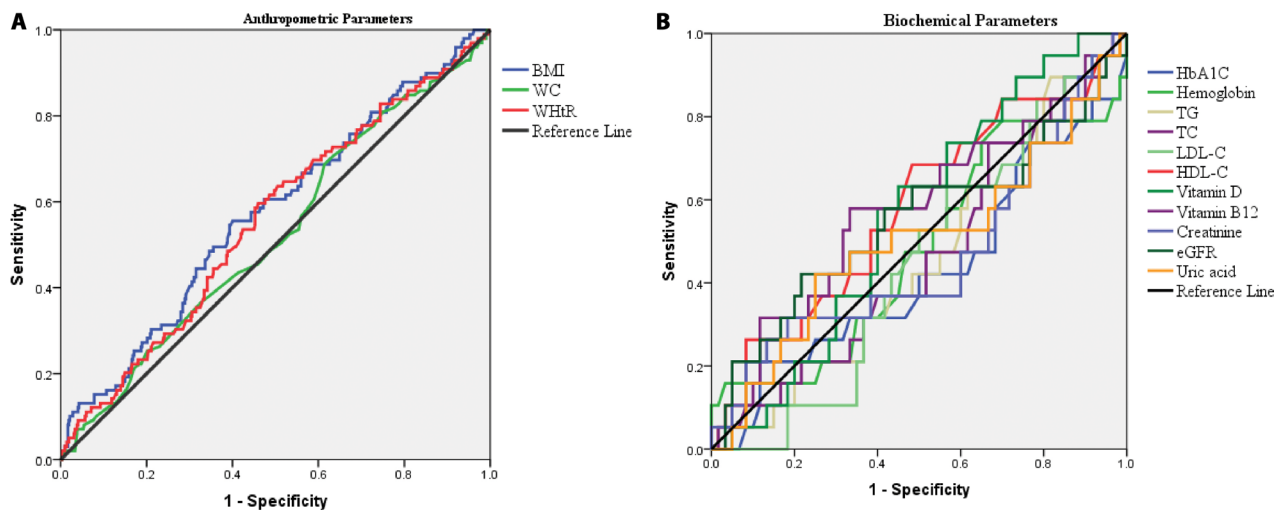 A
Anthropometric Parameters
Sensitivity
1.0
0.8
0.6
0.4
0.2
0.0
0.0 0.2 0.4 0.6 0.8 1.0
1 - Specificity
BMI
WC
WHtR
Reference Line
B
Biochemical Parameters
Sensitivity
1.0
0.8
0.6
0.4
0.2
0.0
0.0 0.2 0.4 0.6 0.8 1.0
1 - Specificity
HbA1C
Hemoglobin
TG
TC
LDL-C
HDL-C
Vitamin D
Vitamin B12
Creatinine
eGFR
Uric acid
Reference Line